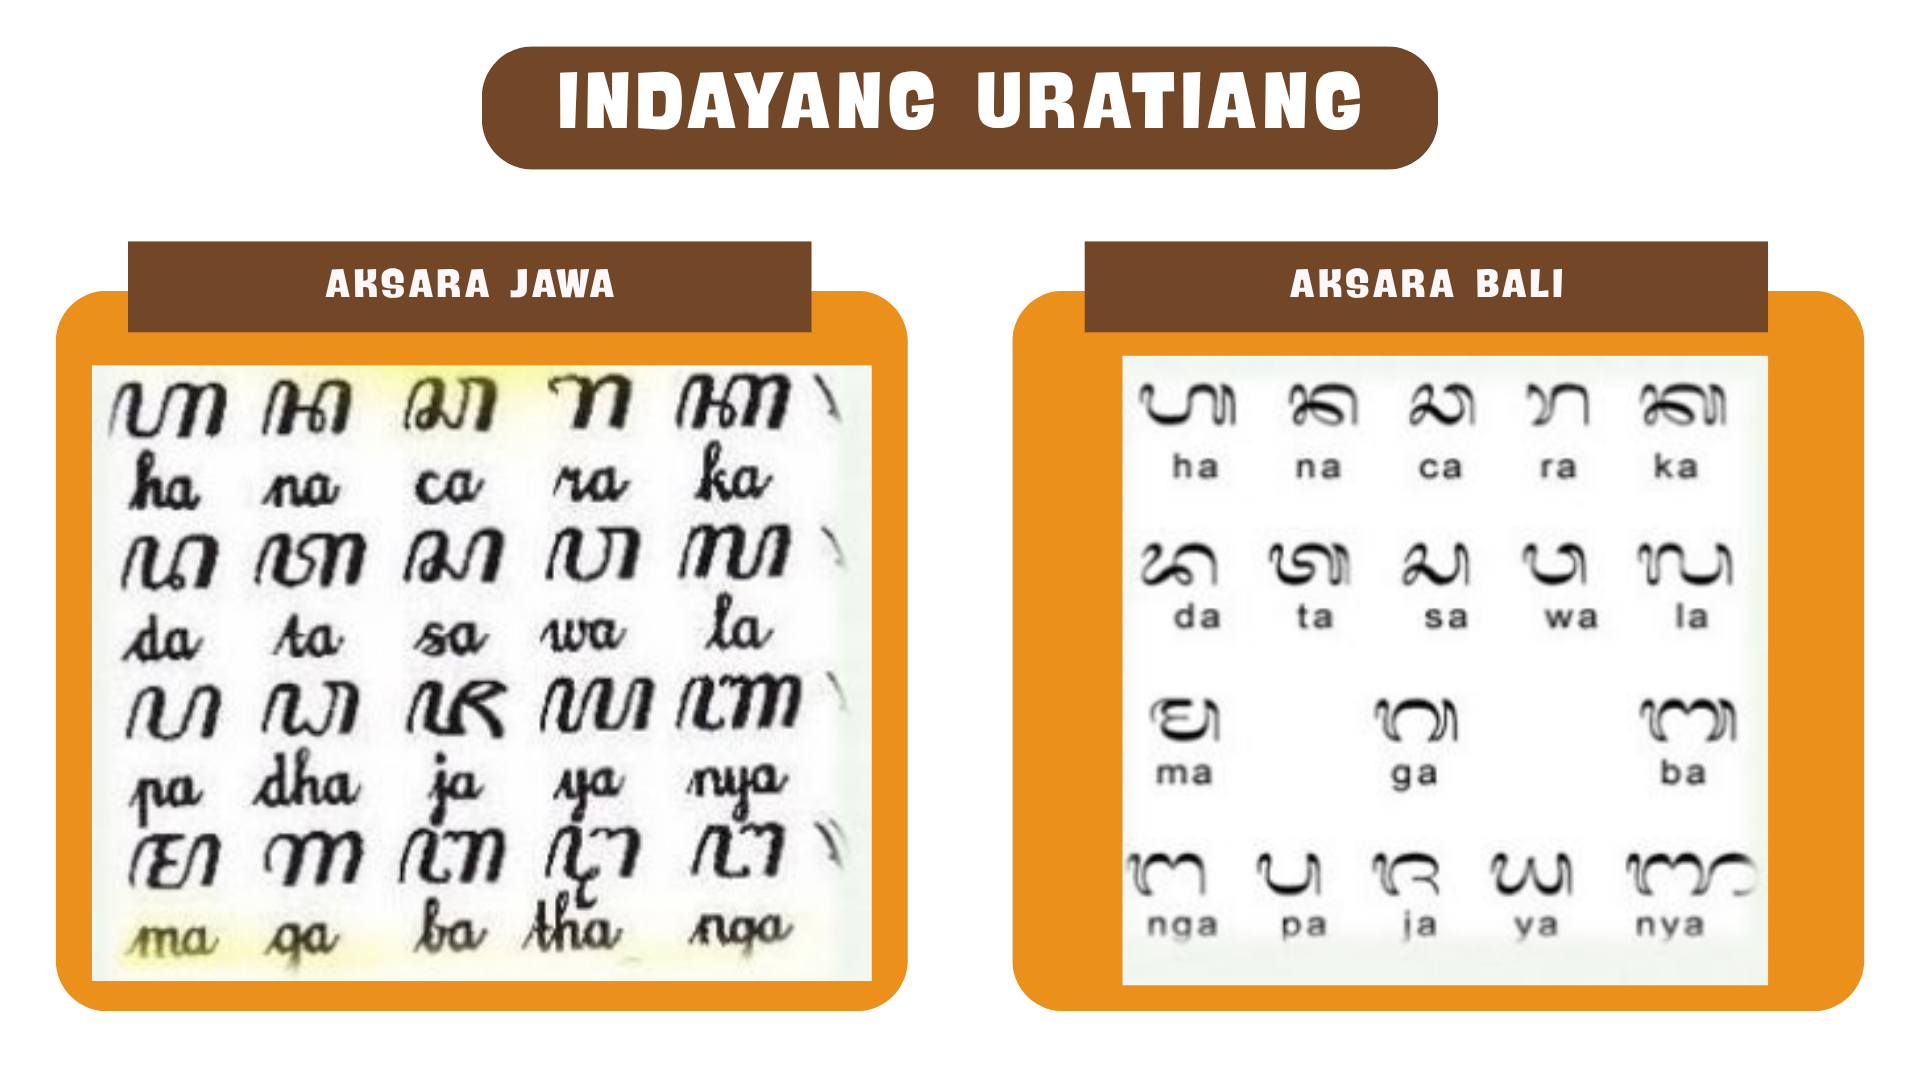 INDAYANG URATIANG
AKSARA JAWA
ꦲ ꦤ ꦕ ꦫ ꦏ
ha na ca ra ka
ꦢ ꦠ ꦱ ꦮ ꦭ
da ta sa wa la
ꦥ ꦝ ꦗ ꦪ ꦚ
pa dha ja ya nya
ꦩ ꦒ ꦧ ꦛ ꦔ
ma ga ba tha nga
AKSARA BALI
ᬳ ᬦ ᬘ ᬭ ᬓ
ha na ca ra ka
ᬤ ᬢ ᬲ ᬯ ᬮ
da ta sa wa la
ᬫ ᬕ ᬩ
ma ga ba
ᬗ ᬧ ᬚ ᬬ ᬜ
nga pa ja ya nya